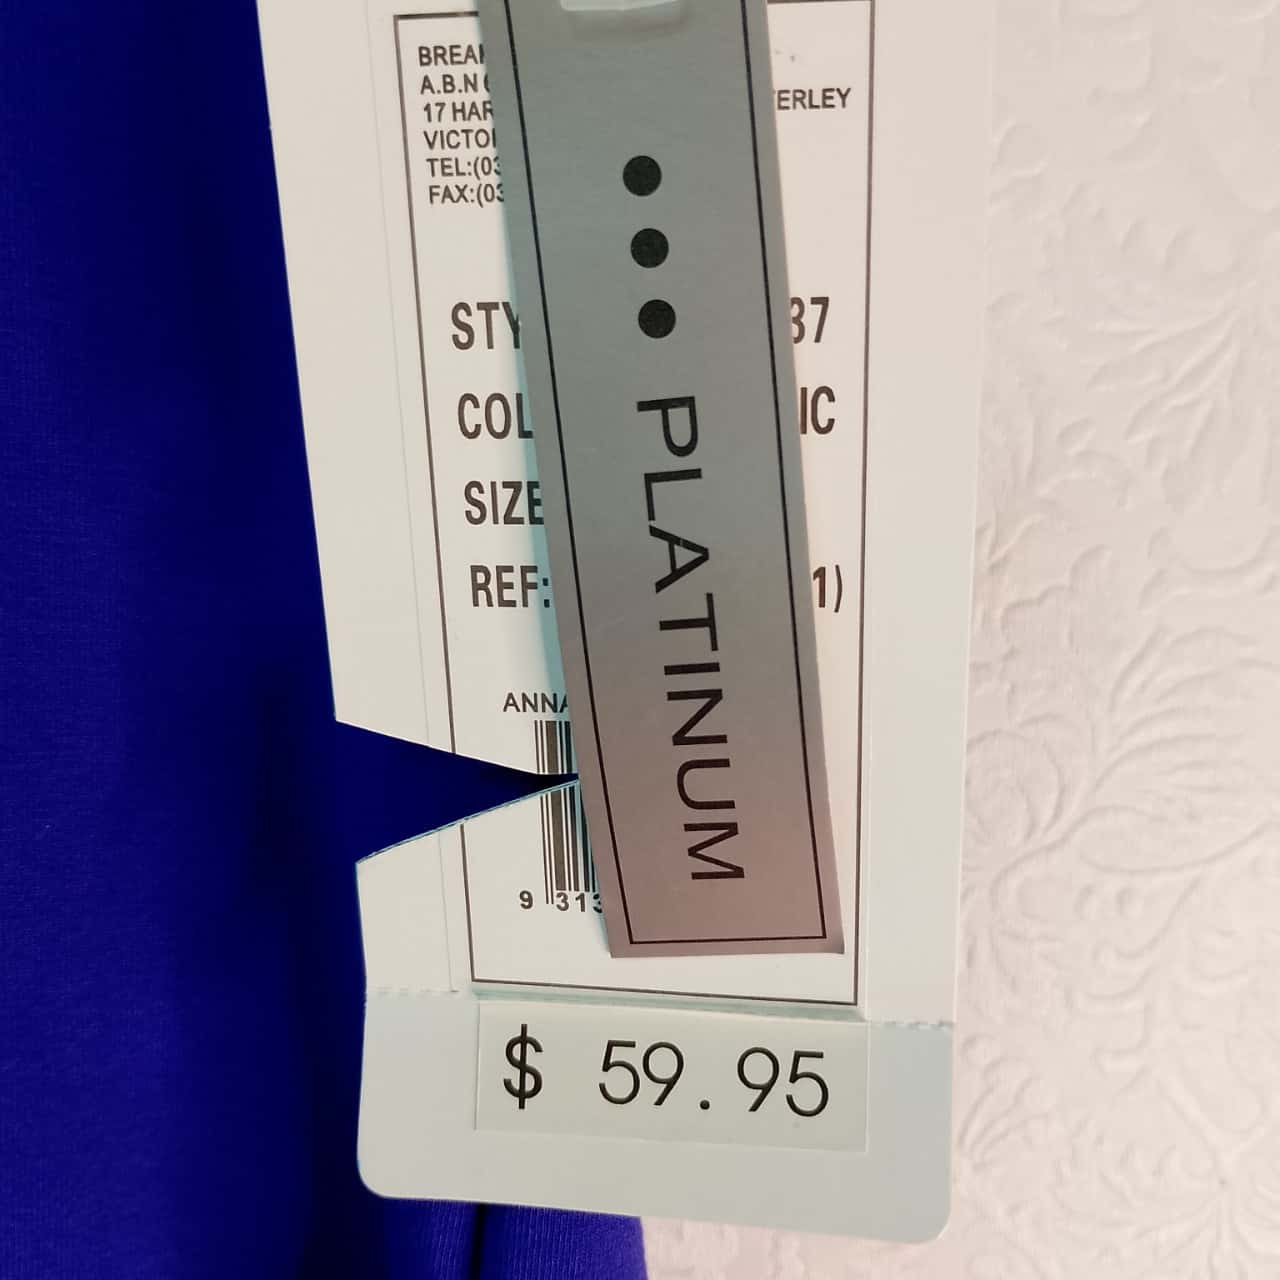 BREA
A.B.N
17 HAR
ERLEY
VICTO
TEL:(03
FAX:(03
STY
37
COL
IC
SIZE
REF:
1)
ANNA
9 313
PLATINUM
$ 59.95